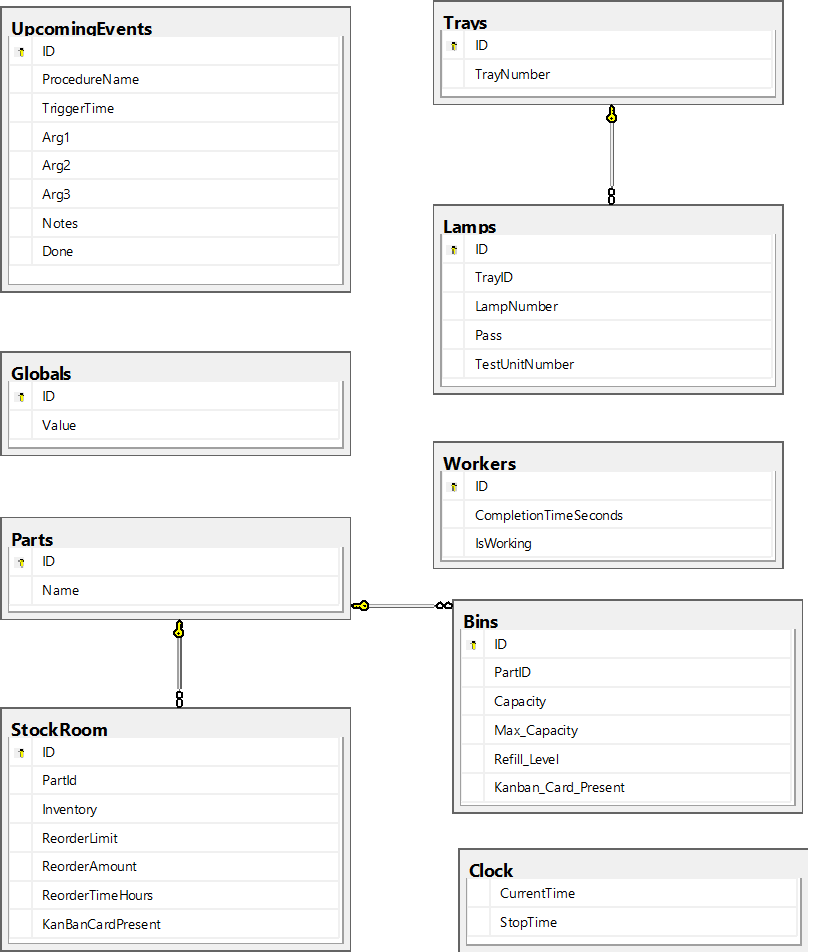 UpcomingEvents
ID
ProcedureName
TriggerTime
Arg1
Arg2
Arg3
Notes
Done
Trays
ID
TrayNumber
Lamps
ID
TrayID
LampNumber
Pass
TestUnitNumber
Globals
ID
Value
Workers
ID
CompletionTimeSeconds
IsWorking
Parts
ID
Name
Bins
ID
PartID
Capacity
Max_Capacity
Refill_Level
Kanban_Card_Present
StockRoom
ID
PartId
Inventory
ReorderLimit
ReorderAmount
ReorderTimeHours
KanBanCardPresent
Clock
CurrentTime
StopTime